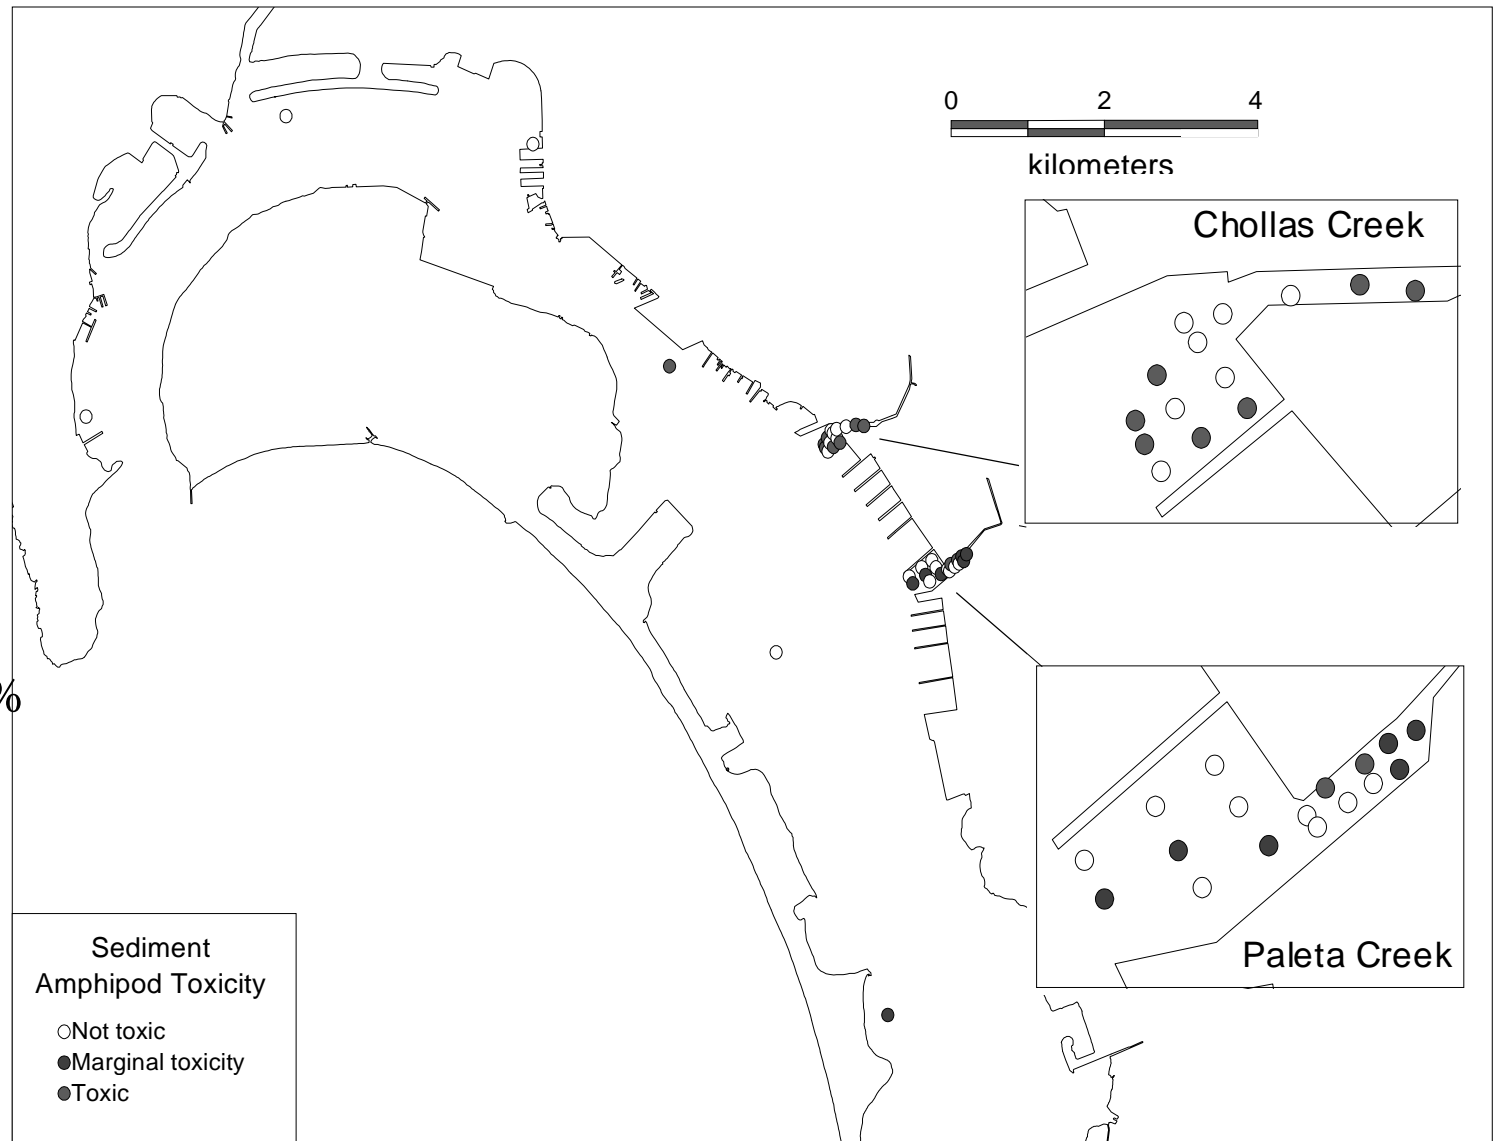 0 2 4
kilometers
Chollas Creek
%
Paleta Creek
Sediment
Amphipod Toxicity
Not toxic
Marginal toxicity
Toxic